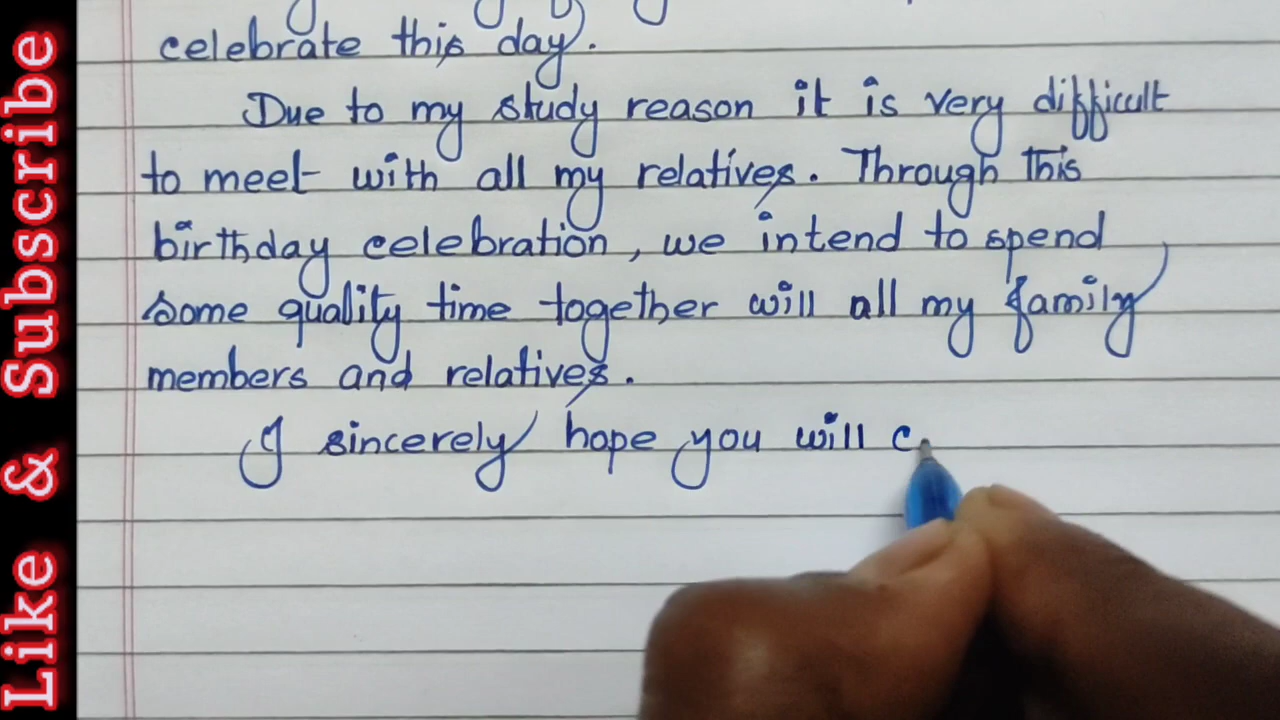 celebrate this day.
Due to my study reason it is very difficult
to meet with all my relatives. Through this
birthday celebration, we intend to spend
some quality time together will all my family
members and relatives.
I sincerely hope you will c
Like & Subscribe